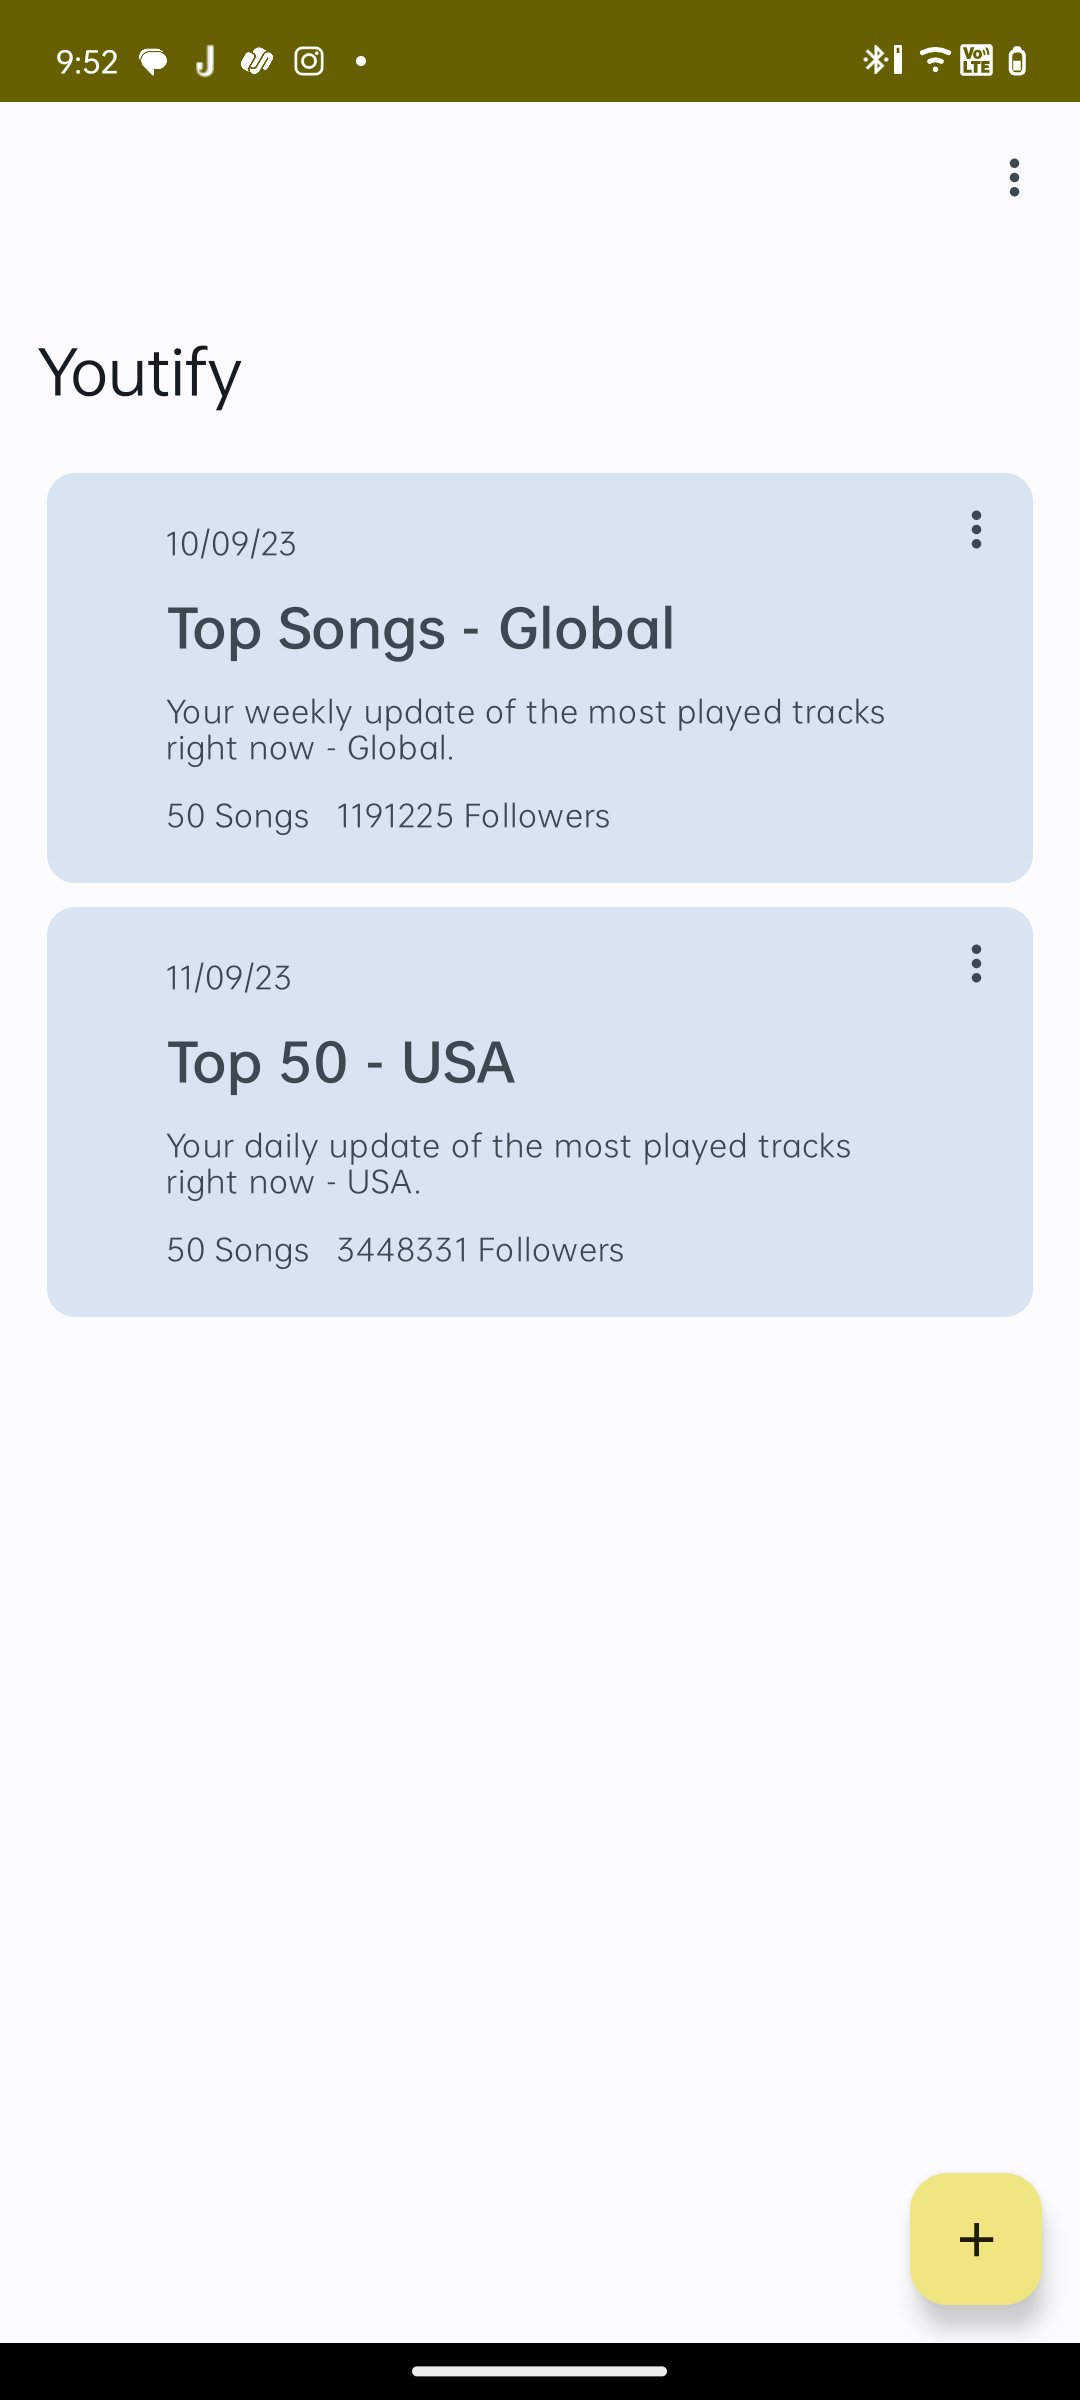 9:52
VoLTE
Youtify
10/09/23
Top Songs - Global
Your weekly update of the most played tracks
right now - Global.
50 Songs 1191225 Followers
11/09/23
Top 50 - USA
Your daily update of the most played tracks
right now - USA.
50 Songs 3448331 Followers